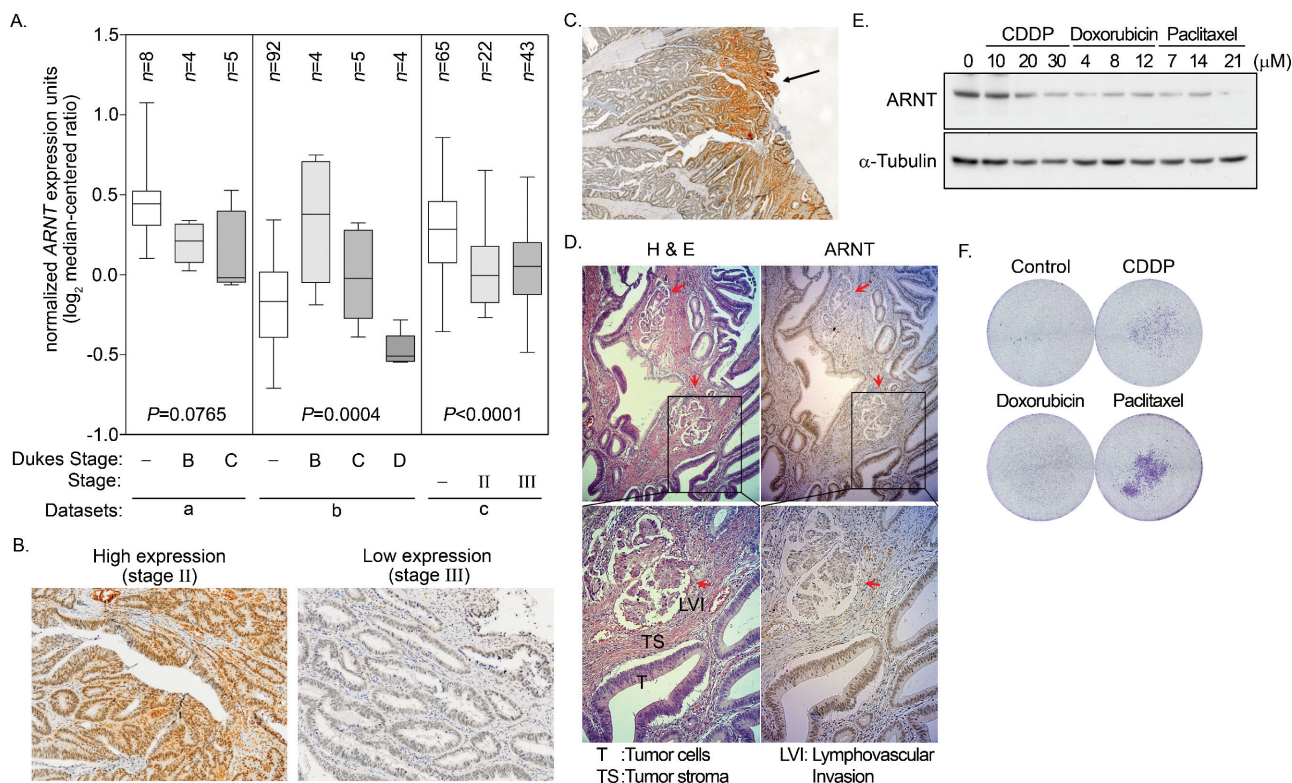 A.
normalized ARNT expression units
(log2 median-centered ratio)
1.5
1.0
0.5
0.0
-0.5
-1.0
n=8
n=4
n=5
n=92
n=4
n=5
n=4
n=65
n=22
n=43
P=0.0765
P=0.0004
P<0.0001
Dukes Stage: – B C – B C D
Stage: – II III
Datasets: a b c
B.
High expression
(stage II)
Low expression
(stage III)
C.
D.
H & E
ARNT
LVI
TS
T
T :Tumor cells
TS:Tumor stroma
LVI: Lymphovascular
Invasion
E.
CDDP Doxorubicin Paclitaxel
0 10 20 30 4 8 12 7 14 21 (μM)
ARNT
α-Tubulin
F.
Control
CDDP
Doxorubicin
Paclitaxel